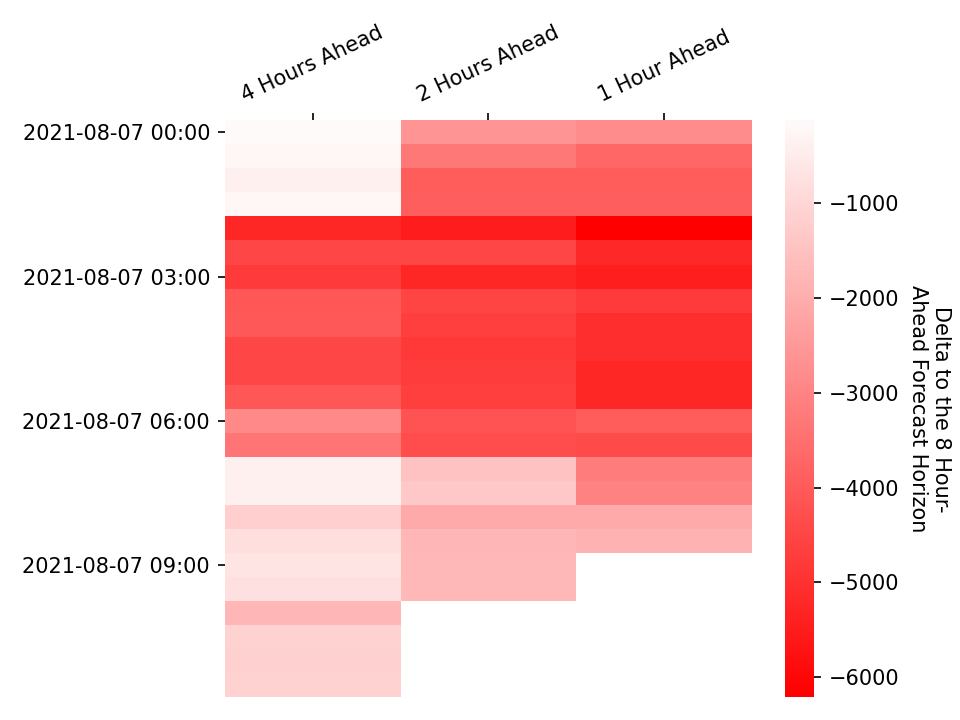 4 Hours Ahead
2 Hours Ahead
1 Hour Ahead
2021-08-07 00:00
2021-08-07 03:00
2021-08-07 06:00
2021-08-07 09:00
−1000
−2000
−3000
−4000
−5000
−6000
Delta to the 8 Hour-
Ahead Forecast Horizon